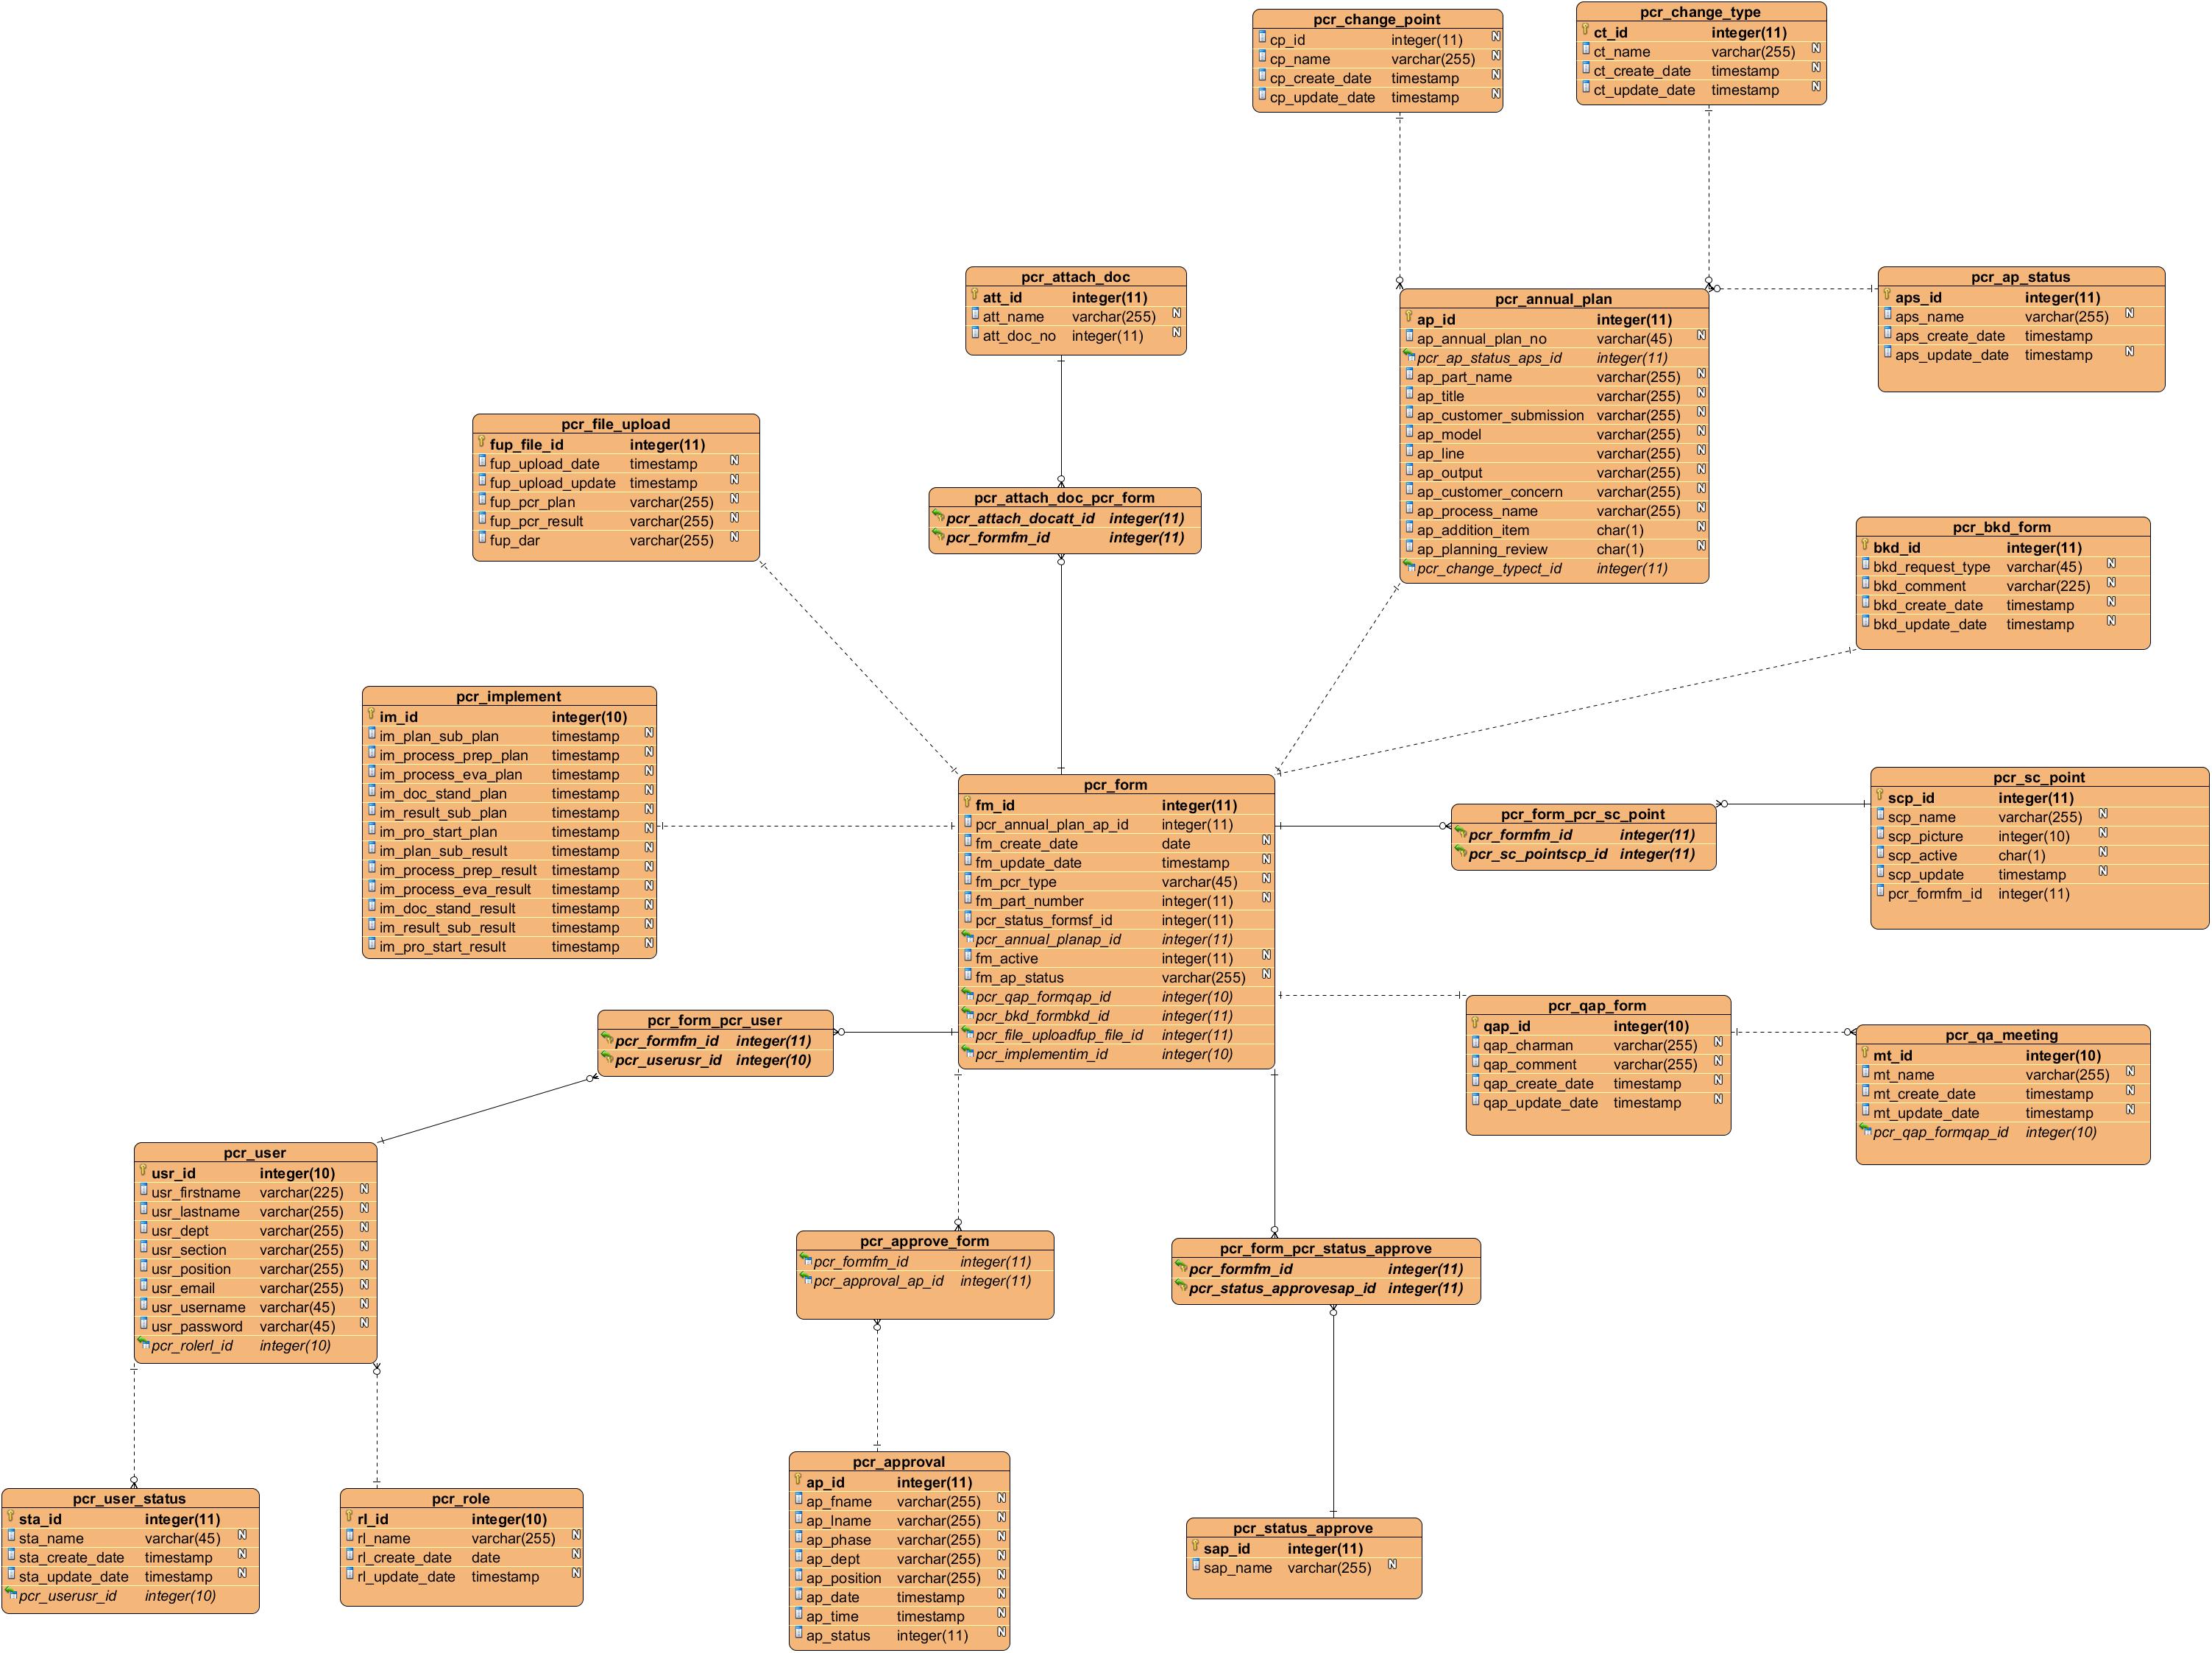 pcr_change_point
cp_id integer(11) N
cp_name varchar(255) N
cp_create_date timestamp N
cp_update_date timestamp N
pcr_change_type
ct_id integer(11)
ct_name varchar(255) N
ct_create_date timestamp N
ct_update_date timestamp N
pcr_attach_doc
att_id integer(11)
att_name varchar(255) N
att_doc_no integer(11) N
pcr_annual_plan
ap_id integer(11)
ap_annual_plan_no varchar(45) N
pcr_ap_status_aps_id integer(11)
ap_part_name varchar(255) N
ap_title varchar(255) N
ap_customer_submission varchar(255) N
ap_model varchar(255) N
ap_line varchar(255) N
ap_output varchar(255) N
ap_customer_concern varchar(255) N
ap_process_name varchar(255) N
ap_addition_item char(1) N
ap_planning_review char(1) N
pcr_change_typect_id integer(11)
pcr_ap_status
aps_id integer(11)
aps_name varchar(255) N
aps_create_date timestamp
aps_update_date timestamp N
pcr_file_upload
fup_file_id integer(11)
fup_upload_date timestamp N
fup_upload_update timestamp N
fup_pcr_plan varchar(255) N
fup_pcr_result varchar(255) N
fup_dar varchar(255) N
pcr_attach_doc_pcr_form
pcr_attach_docatt_id integer(11)
pcr_formfm_id integer(11)
pcr_bkd_form
bkd_id integer(11)
bkd_request_type varchar(45) N
bkd_comment varchar(225) N
bkd_create_date timestamp N
bkd_update_date timestamp N
pcr_implement
im_id integer(10)
im_plan_sub_plan timestamp N
im_process_prep_plan timestamp N
im_process_eva_plan timestamp N
im_doc_stand_plan timestamp N
im_result_sub_plan timestamp N
im_pro_start_plan timestamp N
im_plan_sub_result timestamp N
im_process_prep_result timestamp N
im_process_eva_result timestamp N
im_doc_stand_result timestamp N
im_result_sub_result timestamp N
im_pro_start_result timestamp N
pcr_form
fm_id integer(11)
pcr_annual_plan_ap_id integer(11)
fm_create_date date N
fm_update_date timestamp N
fm_pcr_type varchar(45) N
fm_part_number integer(11) N
pcr_status_formsf_id integer(11)
pcr_annual_planap_id integer(11)
fm_active integer(11) N
fm_ap_status varchar(255) N
pcr_qap_formqap_id integer(10)
pcr_bkd_formbkd_id integer(11)
pcr_file_uploadfup_file_id integer(11)
pcr_implementim_id integer(10)
pcr_form_pcr_sc_point
pcr_formfm_id integer(11)
pcr_sc_pointscp_id integer(11)
pcr_sc_point
scp_id integer(11)
scp_name varchar(255) N
scp_picture integer(10) N
scp_active char(1) N
scp_update timestamp N
pcr_formfm_id integer(11)
pcr_form_pcr_user
pcr_formfm_id integer(11)
pcr_userusr_id integer(10)
pcr_qap_form
qap_id integer(10)
qap_charman varchar(255) N
qap_comment varchar(255) N
qap_create_date timestamp N
qap_update_date timestamp N
pcr_qa_meeting
mt_id integer(10)
mt_name varchar(255) N
mt_create_date timestamp N
mt_update_date timestamp N
pcr_qap_formqap_id integer(10)
pcr_user
usr_id integer(10)
usr_firstname varchar(225) N
usr_lastname varchar(255) N
usr_dept varchar(255) N
usr_section varchar(255) N
usr_position varchar(255) N
usr_email varchar(255) N
usr_username varchar(45) N
usr_password varchar(45) N
pcr_rolerl_id integer(10)
pcr_approve_form
pcr_formfm_id integer(11)
pcr_approval_ap_id integer(11)
pcr_form_pcr_status_approve
pcr_formfm_id integer(11)
pcr_status_approvesap_id integer(11)
pcr_user_status
sta_id integer(11)
sta_name varchar(45) N
sta_create_date timestamp N
sta_update_date timestamp N
pcr_userusr_id integer(10)
pcr_role
rl_id integer(10)
rl_name varchar(255) N
rl_create_date date N
rl_update_date timestamp N
pcr_approval
ap_id integer(11)
ap_fname varchar(255) N
ap_lname varchar(255) N
ap_phase varchar(255) N
ap_dept varchar(255) N
ap_position varchar(255) N
ap_date timestamp N
ap_time timestamp N
ap_status integer(11) N
pcr_status_approve
sap_id integer(11)
sap_name varchar(255) N